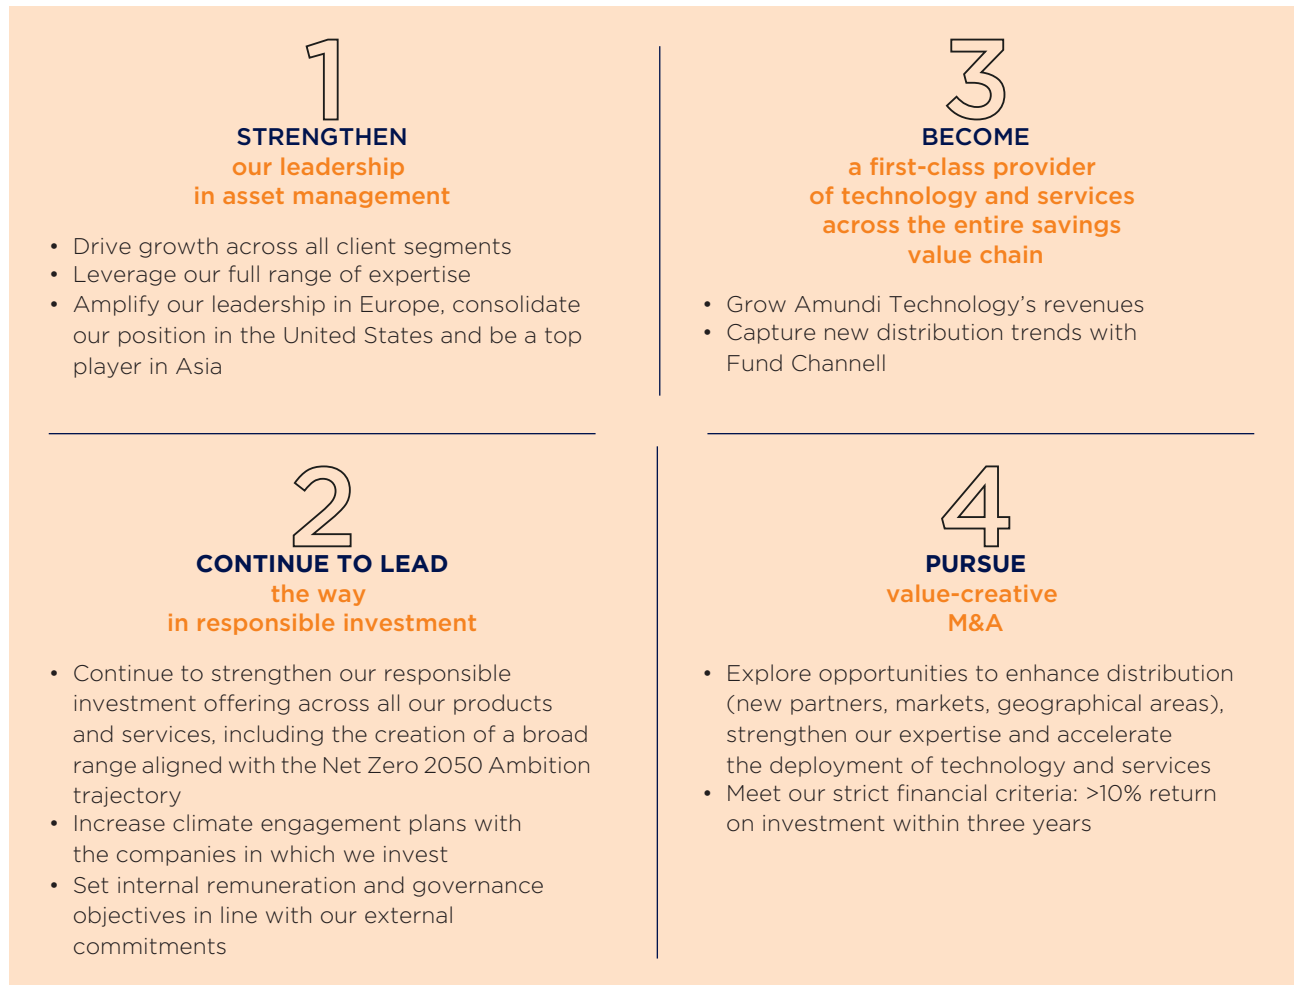 1
STRENGTHEN
our leadership
in asset management
• Drive growth across all client segments
• Leverage our full range of expertise
• Amplify our leadership in Europe, consolidate
our position in the United States and be a top
player in Asia
2
CONTINUE TO LEAD
the way
in responsible investment
• Continue to strengthen our responsible
investment offering across all our products
and services, including the creation of a broad
range aligned with the Net Zero 2050 Ambition
trajectory
• Increase climate engagement plans with
the companies in which we invest
• Set internal remuneration and governance
objectives in line with our external
commitments
3
BECOME
a first-class provider
of technology and services
across the entire savings
value chain
• Grow Amundi Technology's revenues
• Capture new distribution trends with
Fund Channell
4
PURSUE
value-creative
M&A
• Explore opportunities to enhance distribution
(new partners, markets, geographical areas),
strengthen our expertise and accelerate
the deployment of technology and services
• Meet our strict financial criteria: >10% return
on investment within three years